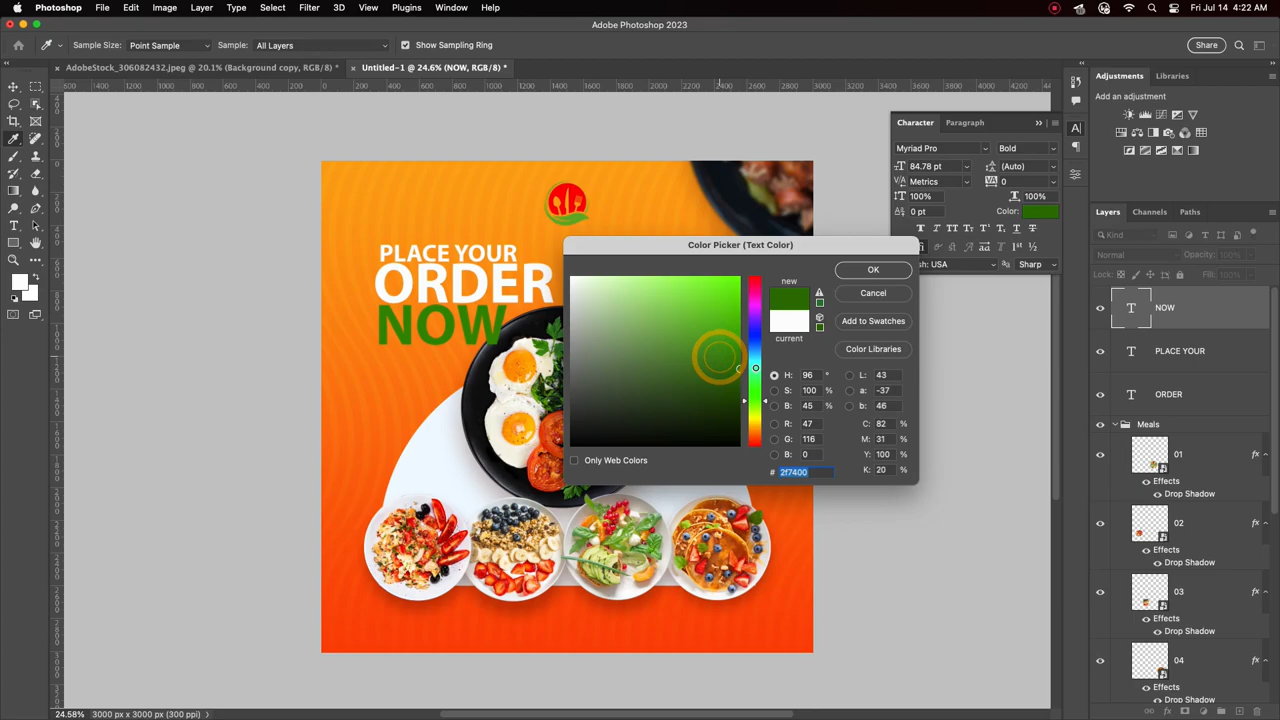 Photoshop File Edit Image Layer Type Select Filter 3D View Plugins Window Help Fri Jul 14 4:22 AM
Adobe Photoshop 2023
Sample Size: Point Sample Sample: All Layers Show Sampling Ring Share
AdobeStock_306082432.jpeg @ 20.1% (Background copy, RGB/8) * Untitled-1 @ 24.6% (NOW, RGB/8) *
Adjustments Libraries
Add an adjustment
Character Paragraph
Myriad Pro Bold
84.78 pt (Auto)
Metrics 0
100% 100%
0 pt Color:
sh: USA Sharp
Layers Channels Paths
Kind
Normal Opacity: 100%
Lock: Fill: 100%
NOW
PLACE YOUR
ORDER
Meals
01
Effects
Drop Shadow
02
Effects
Drop Shadow
03
Effects
Drop Shadow
04
Effects
Drop Shadow
PLACE YOUR
ORDER
NOW
Color Picker (Text Color)
new
current
OK
Cancel
Add to Swatches
Color Libraries
H: 96 ° L: 43
S: 100 % a: -37
B: 45 % b: 46
R: 47 C: 82 %
G: 116 M: 31 %
B: 0 Y: 100 %
# 2f7400 K: 20 %
Only Web Colors
24.58% 3000 px x 3000 px (300 ppi)